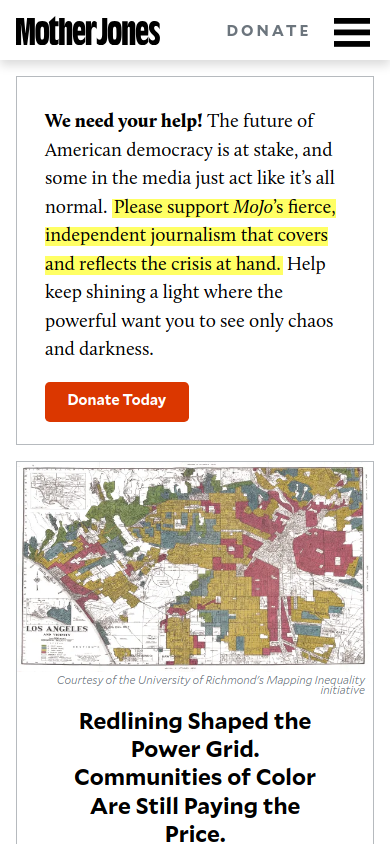 Mother Jones
DONATE
We need your help! The future of
American democracy is at stake, and
some in the media just act like it's all
normal. Please support MoJo's fierce,
independent journalism that covers
and reflects the crisis at hand. Help
keep shining a light where the
powerful want you to see only chaos
and darkness.
Donate Today
LOS ANGELES
Courtesy of the University of Richmond's Mapping Inequality
initiative
Redlining Shaped the
Power Grid.
Communities of Color
Are Still Paying the
Price.